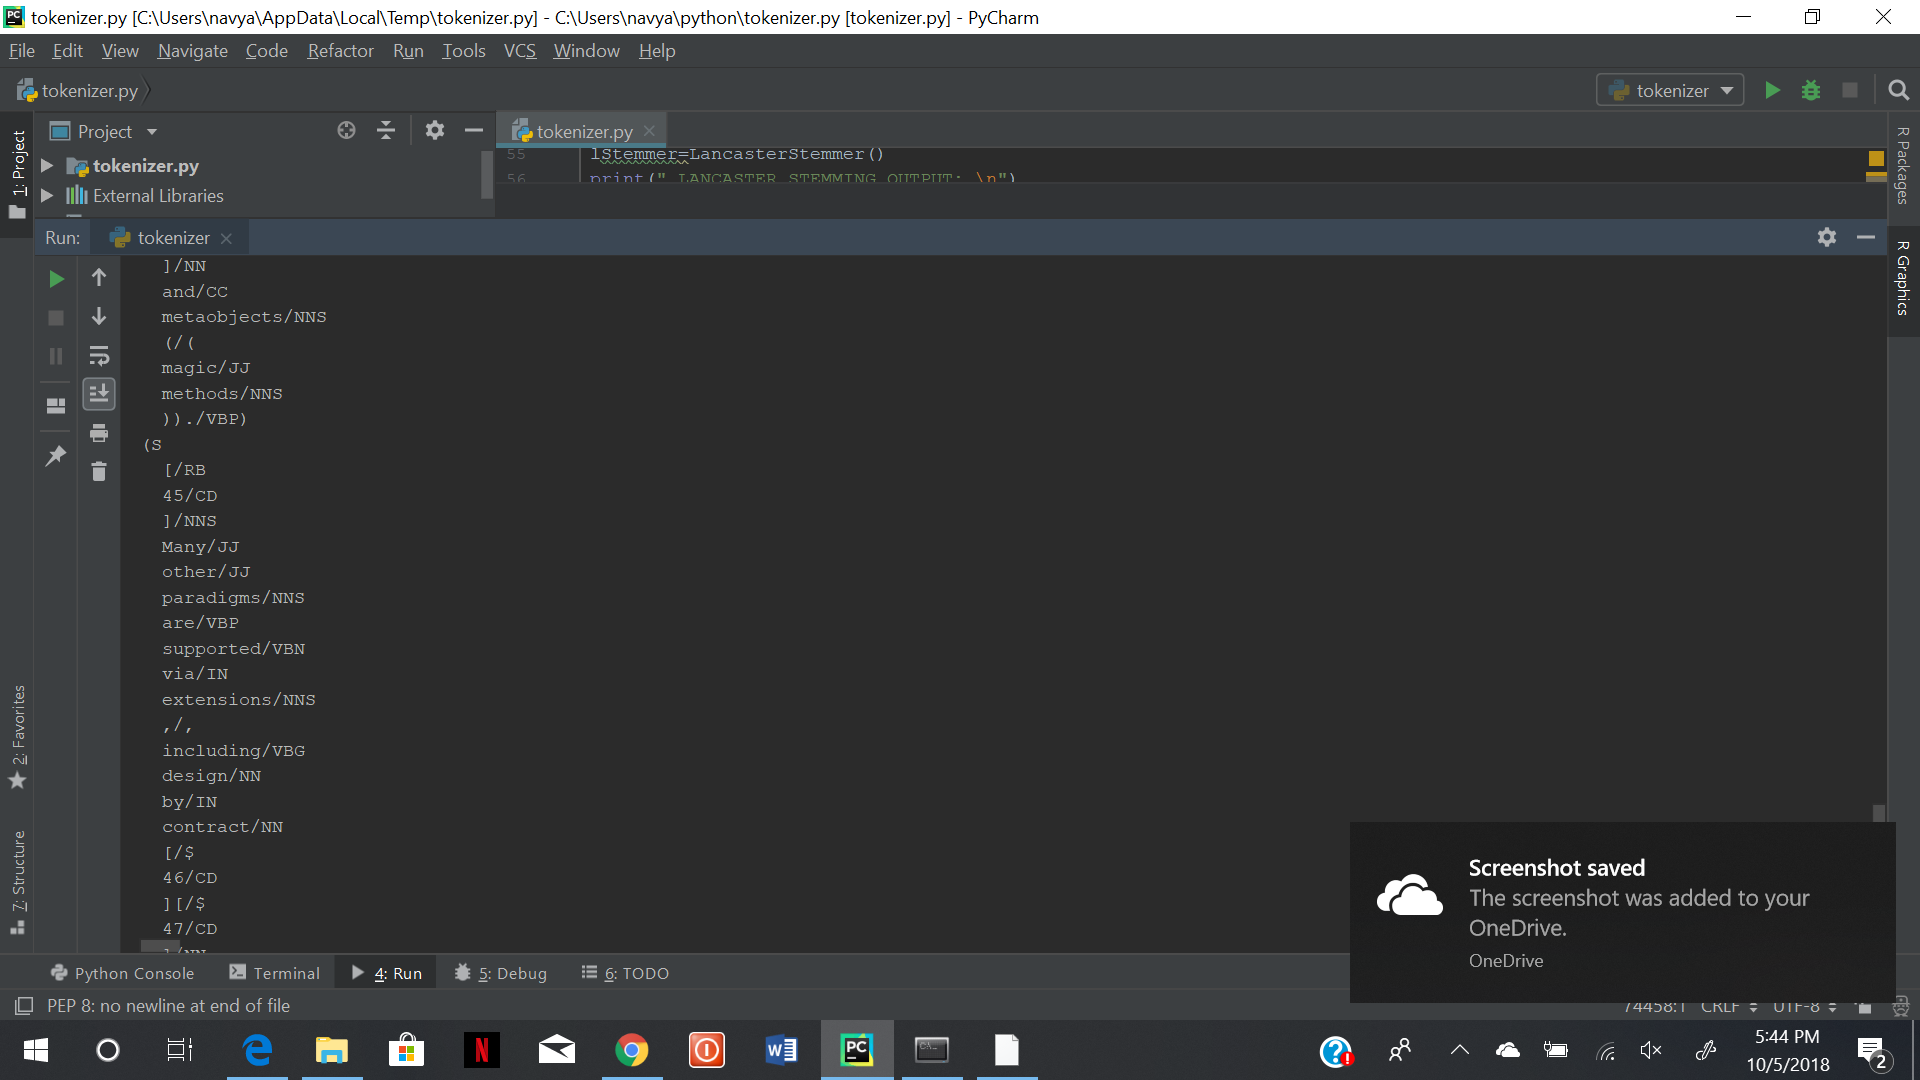 tokenizer.py [C:\Users\navya\AppData\Local\Temp\tokenizer.py] - C:\Users\navya\python\tokenizer.py [tokenizer.py] - PyCharm
File Edit View Navigate Code Refactor Run Tools VCS Window Help
tokenizer.py
tokenizer
Project
tokenizer.py
External Libraries
tokenizer.py
55 lStemmer=LancasterStemmer()
56 print(" LANCASTER STEMMING OUTPUT: \n")
1: Project
2: Favorites
7: Structure
R Packages
R Graphics
Run: tokenizer
]/NN
and/CC
metaobjects/NNS
(/(
magic/JJ
methods/NNS
))./VBP)
(S
[/RB
45/CD
]/NNS
Many/JJ
other/JJ
paradigms/NNS
are/VBP
supported/VBN
via/IN
extensions/NNS
,/,
including/VBG
design/NN
by/IN
contract/NN
[/$
46/CD
][/$
47/CD
]/NN
Screenshot saved
The screenshot was added to your
OneDrive.
OneDrive
Python Console Terminal 4: Run 5: Debug 6: TODO
PEP 8: no newline at end of file
74458:1 CRLF UTF-8
PC
5:44 PM
10/5/2018
2